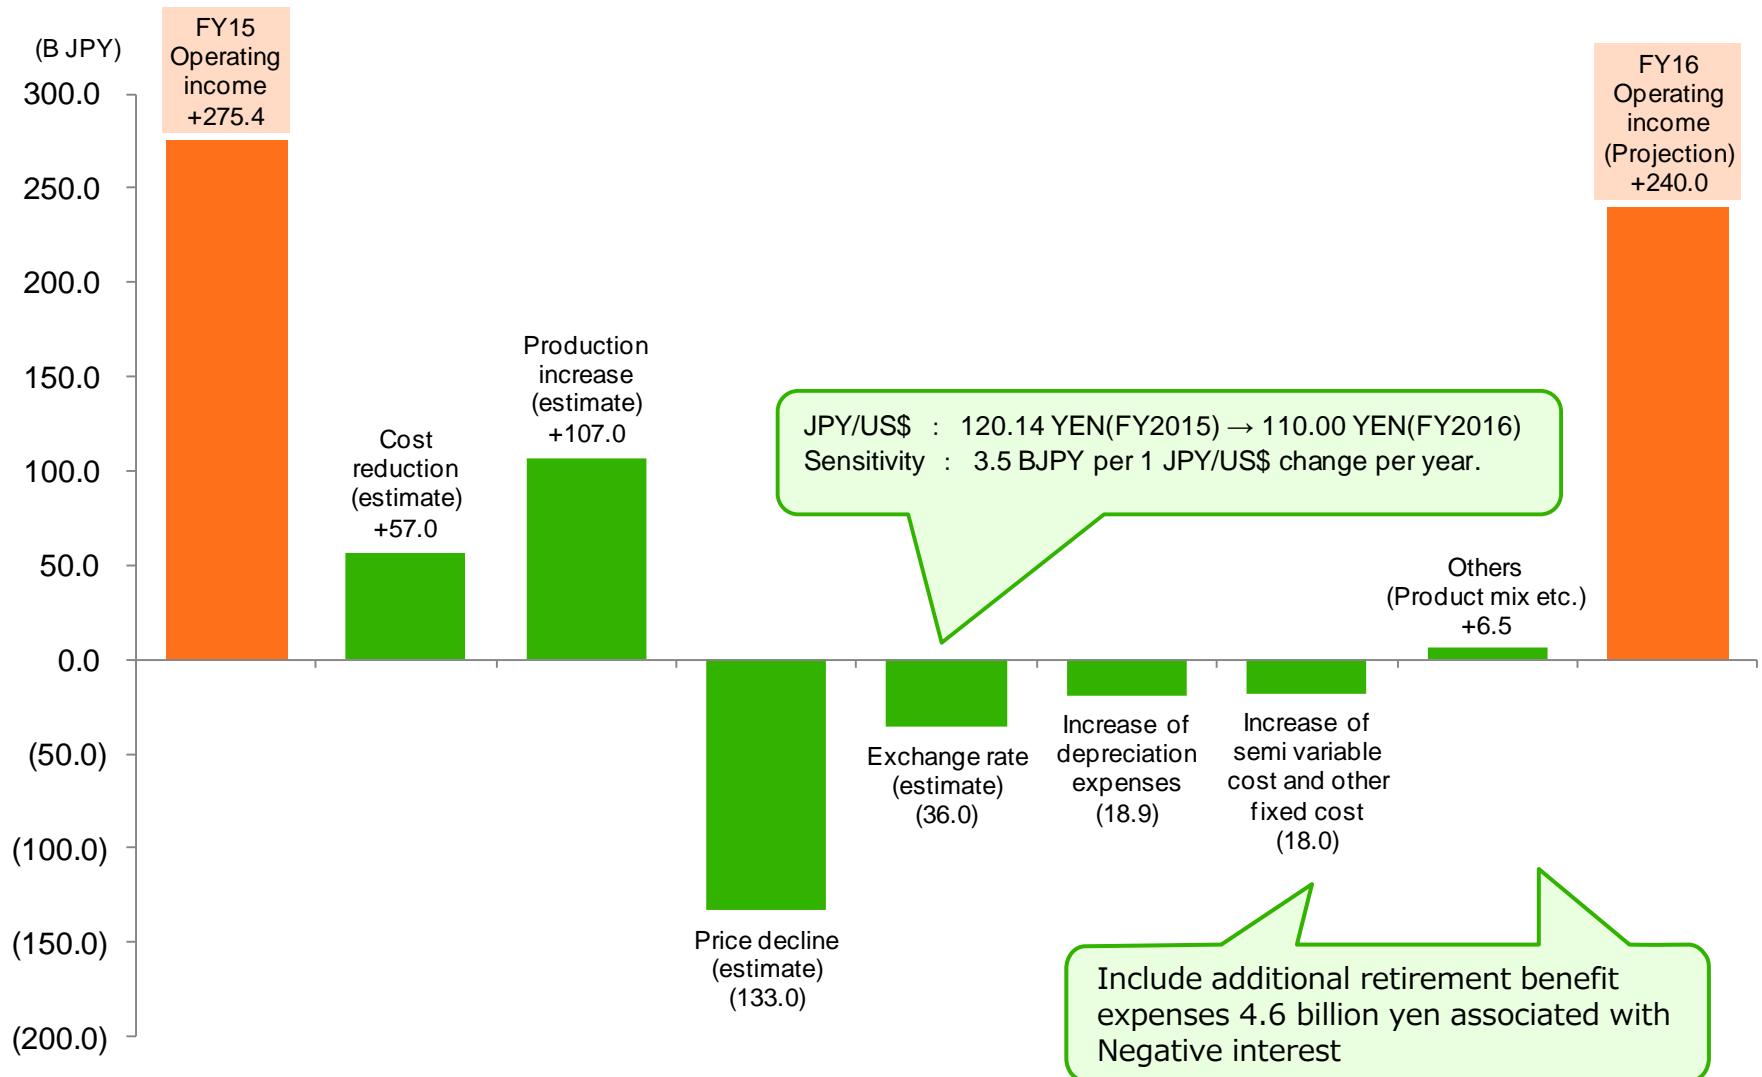 (B JPY)
300.0
250.0
200.0
150.0
100.0
50.0
0.0
(50.0)
(100.0)
(150.0)
(200.0)
FY15
Operating
income
+275.4
Cost
reduction
(estimate)
+57.0
Production
increase
(estimate)
+107.0
Price decline
(estimate)
(133.0)
JPY/US$ : 120.14 YEN(FY2015) → 110.00 YEN(FY2016)
Sensitivity : 3.5 BJPY per 1 JPY/US$ change per year.
Exchange rate
(estimate)
(36.0)
Increase of
depreciation
expenses
(18.9)
Increase of
semi variable
cost and other
fixed cost
(18.0)
Include additional retirement benefit
expenses 4.6 billion yen associated with
Negative interest
Others
(Product mix etc.)
+6.5
FY16
Operating
income
(Projection)
+240.0